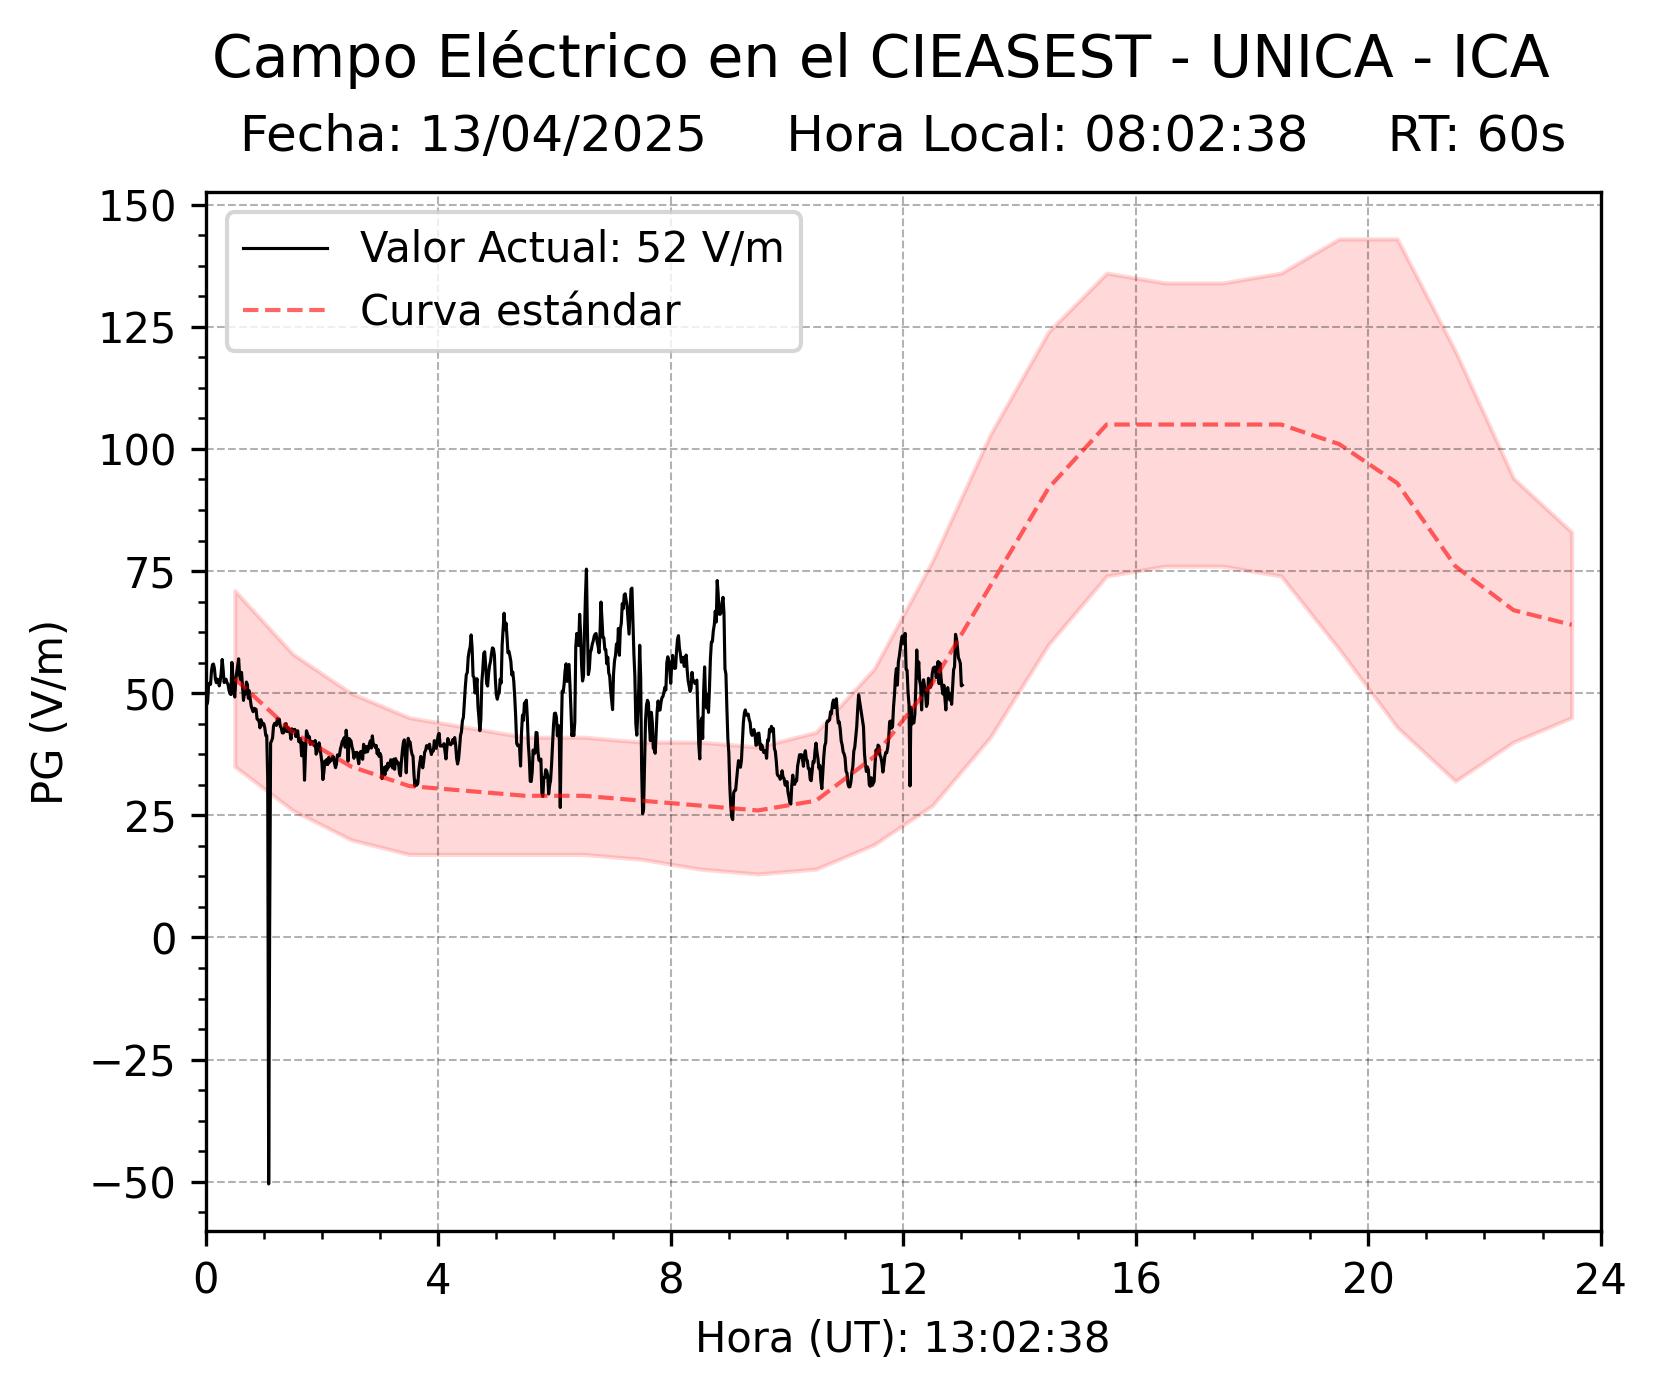 Campo Eléctrico en el CIEASEST - UNICA - ICA
Fecha: 13/04/2025 Hora Local: 08:02:38 RT: 60s
Valor Actual: 52 V/m
Curva estándar
PG (V/m)
150
125
100
75
50
25
0
−25
−50
0 4 8 12 16 20 24
Hora (UT): 13:02:38